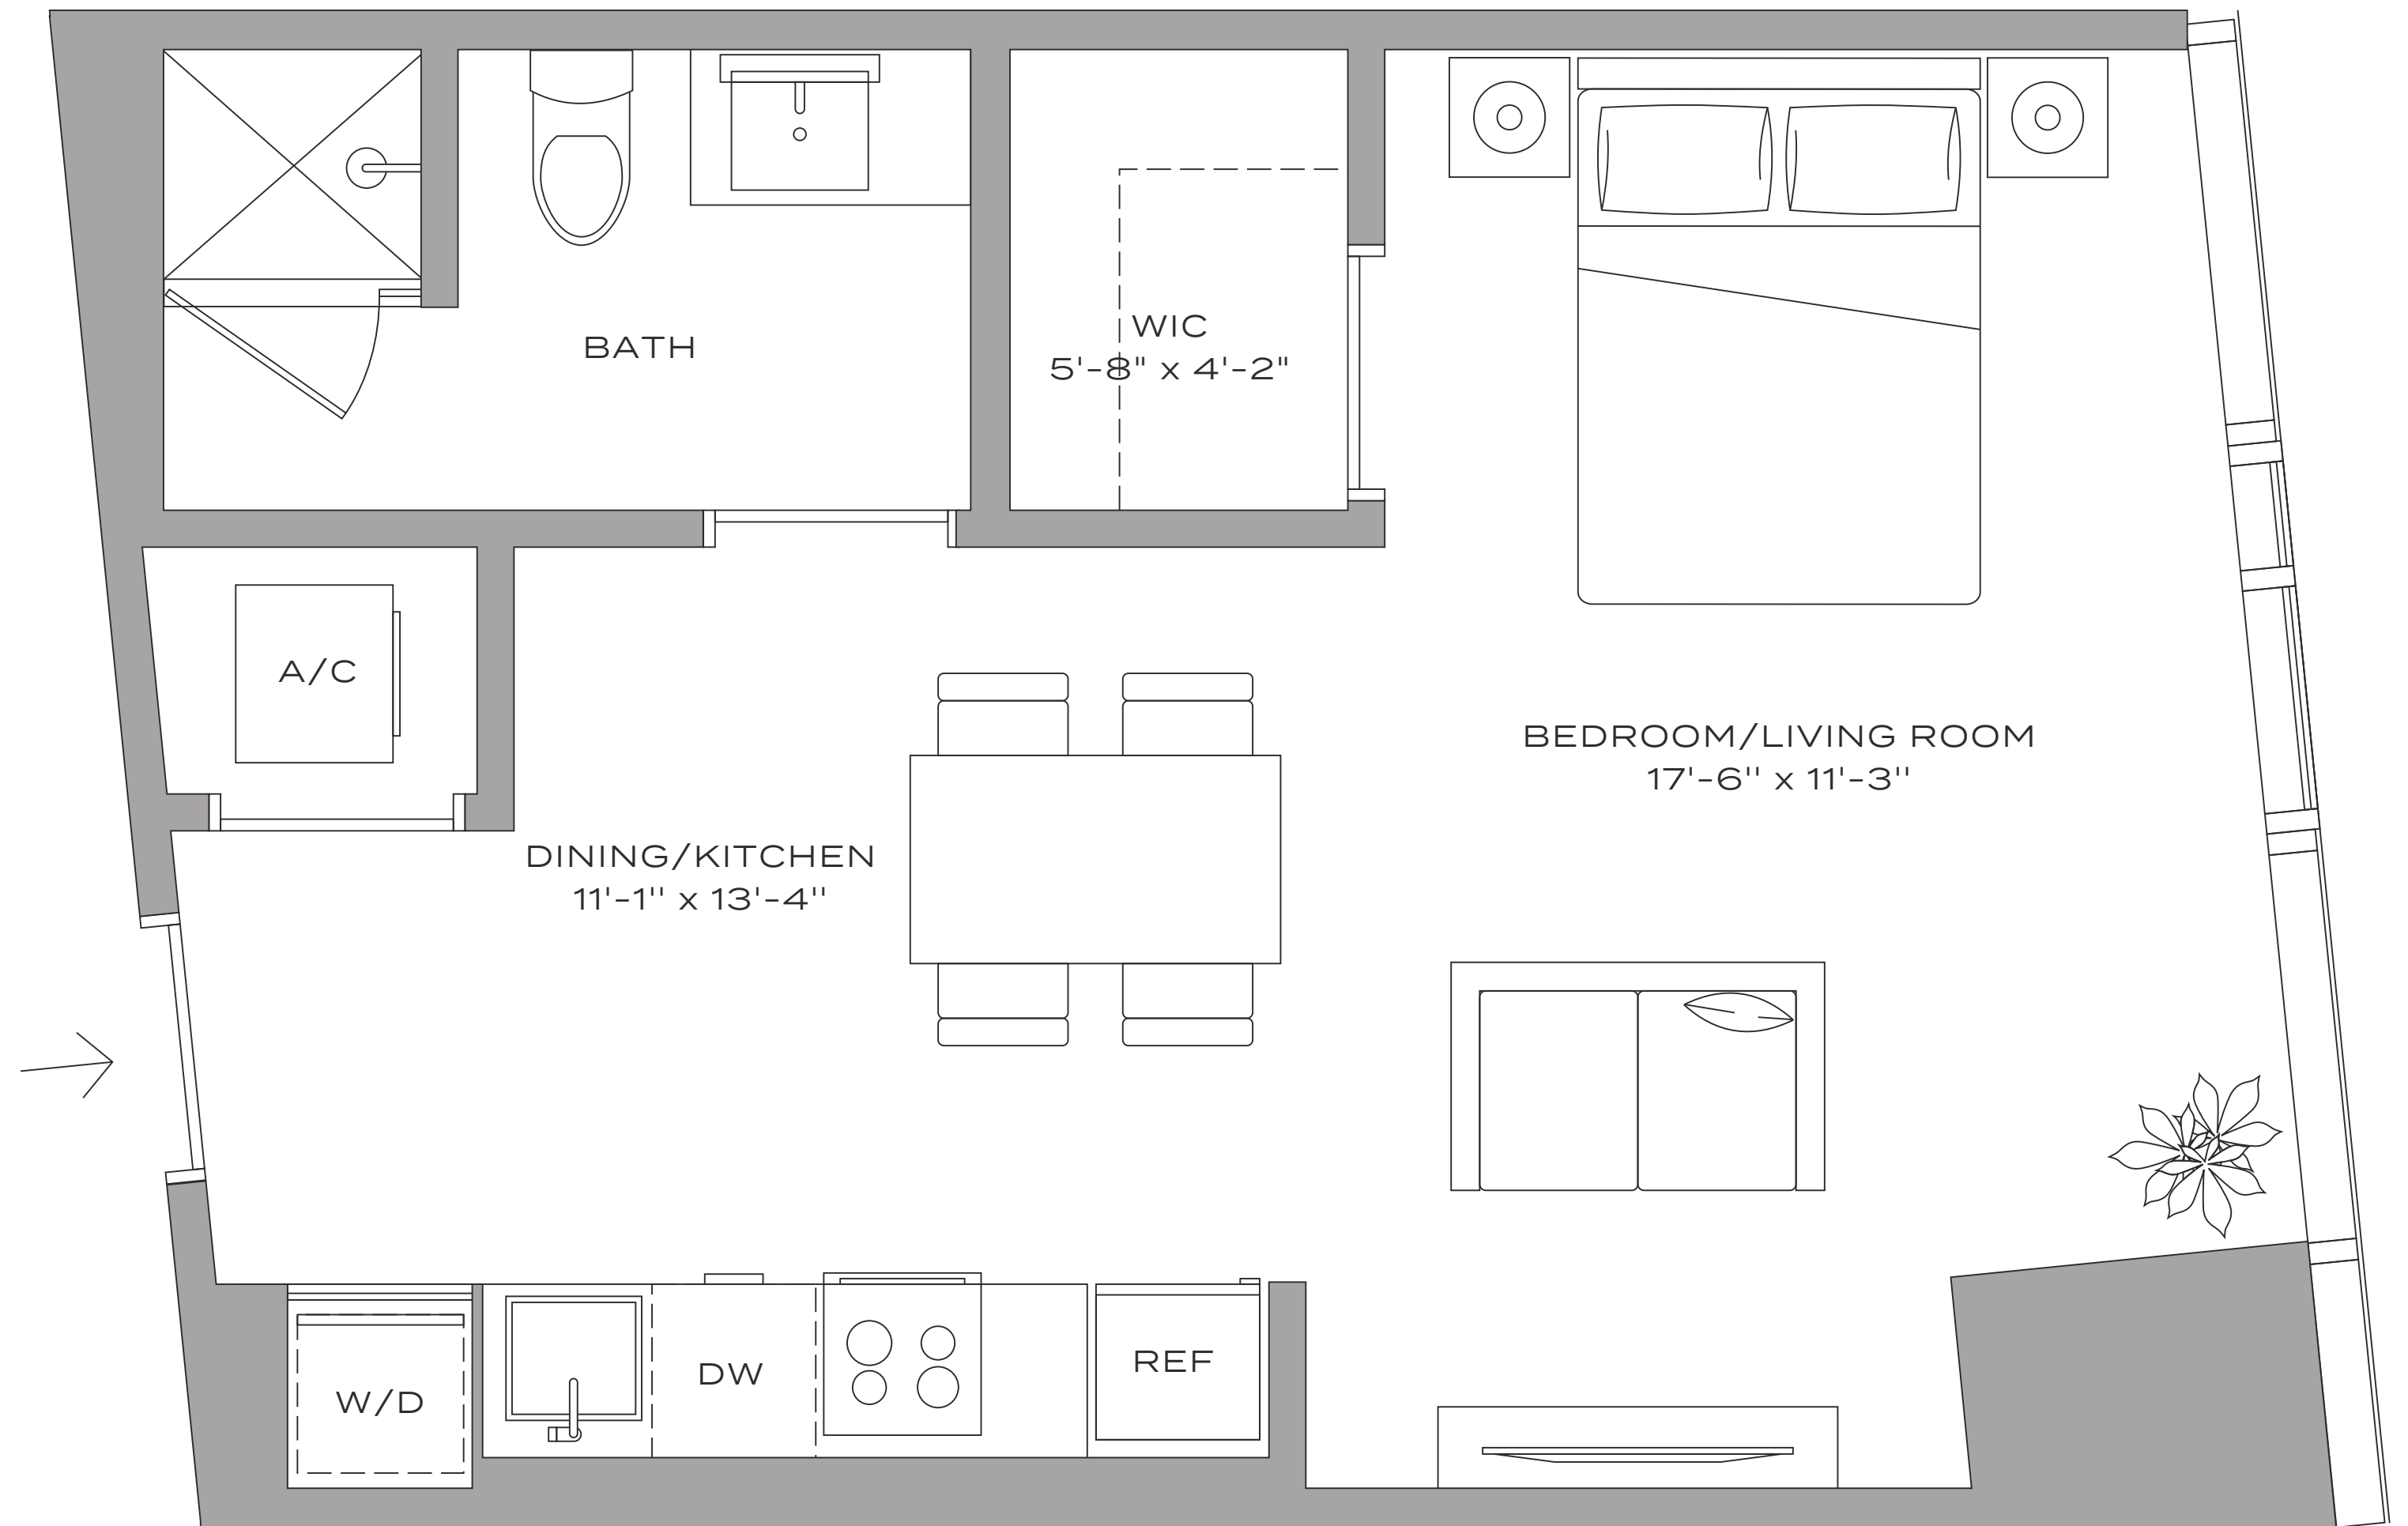 BATH
WIC
5'-8" x 4'-2"
A/C
BEDROOM/LIVING ROOM
17'-6" x 11'-3"
DINING/KITCHEN
11'-1" x 13'-4"
W/D
DW
REF